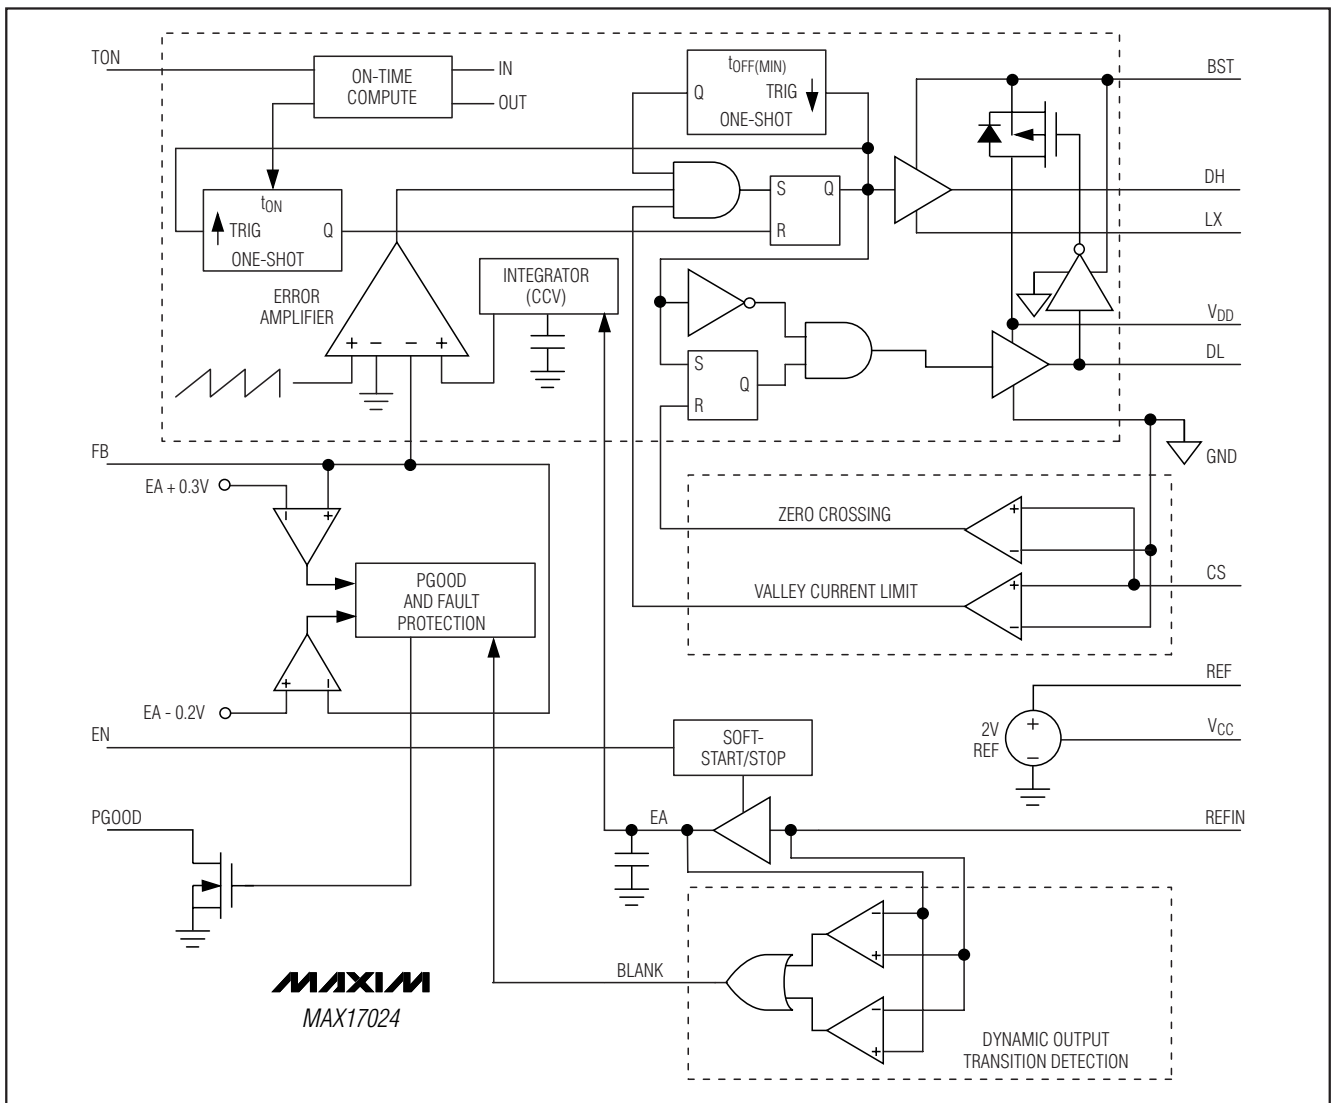 TON
ON-TIME
COMPUTE
IN
OUT
tOFF(MIN)
Q
TRIG
ONE-SHOT
BST
tON
TRIG
Q
ONE-SHOT
S
Q
R
DH
LX
ERROR
AMPLIFIER
INTEGRATOR
(CCV)
+
−
−
+
S
Q
R
VDD
DL
GND
FB
EA + 0.3V
−
+
PGOOD
AND FAULT
PROTECTION
+
−
EA - 0.2V
ZERO CROSSING
+
−
VALLEY CURRENT LIMIT
+
−
CS
REF
2V
REF
+
−
VCC
EN
SOFT-
START/STOP
PGOOD
EA
REFIN
BLANK
−
+
−
+
DYNAMIC OUTPUT
TRANSITION DETECTION
MAXIM
MAX17024